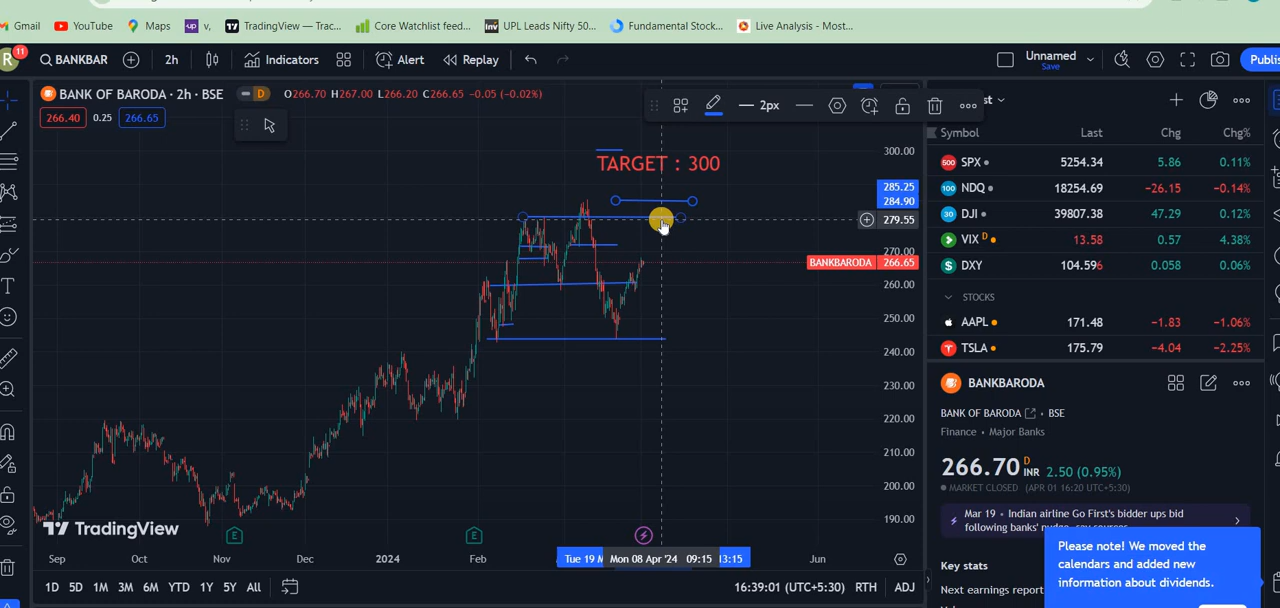 Gmail YouTube Maps v, TradingView — Trac... Core Watchlist feed... UPL Leads Nifty 50... Fundamental Stock... Live Analysis - Most...
R 11 BANKBAR 2h Indicators Alert Replay Unnamed Save
BANK OF BARODA · 2h · BSE D O266.70 H267.00 L266.20 C266.65 -0.05 (-0.02%)
266.40 0.25 266.65
2px
TARGET : 300
300.00
285.25
284.90
279.55
270.00
BANKBARODA 266.65
260.00
250.00
240.00
230.00
220.00
210.00
200.00
190.00
TradingView
E E
Sep Oct Nov Dec 2024 Feb Tue 19 M Mon 08 Apr '24 09:15 13:15 Jun
1D 5D 1M 3M 6M YTD 1Y 5Y All 16:39:01 (UTC+5:30) RTH ADJ
Symbol Last Chg Chg%
500 SPX 5254.34 5.86 0.11%
100 NDQ 18254.69 −26.15 −0.14%
30 DJI 39807.38 47.29 0.12%
VIX D 13.58 0.57 4.38%
DXY 104.596 0.058 0.06%
STOCKS
AAPL 171.48 −1.83 −1.06%
TSLA 175.79 −4.04 −2.25%
BANKBARODA
BANK OF BARODA · BSE
Finance · Major Banks
266.70 D INR 2.50 (0.95%)
MARKET CLOSED (APR 01 16:20 UTC+5:30)
Mar 19 · Indian airline Go First's bidder ups bid
following banks' nudge,
Key stats
Next earnings report
Please note! We moved the
calendars and added new
information about dividends.